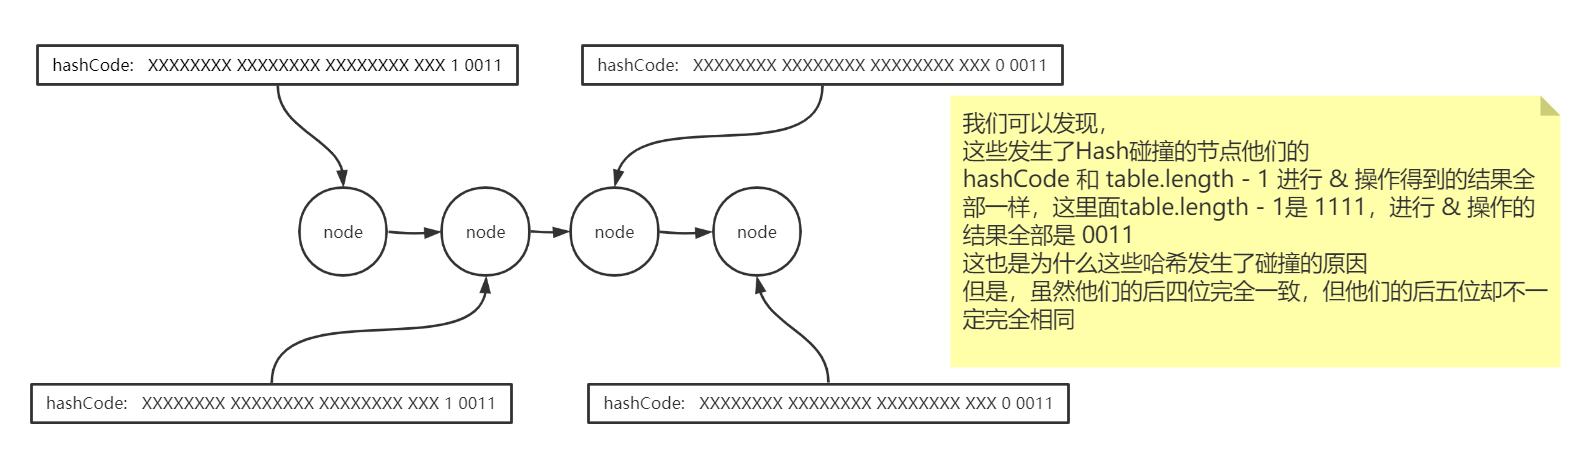 hashCode: XXXXXXXX XXXXXXXX XXXXXXXX XXX 1 0011
hashCode: XXXXXXXX XXXXXXXX XXXXXXXX XXX 0 0011
我们可以发现，
这些发生了Hash碰撞的节点他们的
hashCode 和 table.length - 1 进行 & 操作得到的结果全
部一样，这里面table.length - 1是 1111，进行 & 操作的
结果全部是 0011
这也是为什么这些哈希发生了碰撞的原因
但是，虽然他们的后四位完全一致，但他们的后五位却不一
定完全相同
node
node
node
node
hashCode: XXXXXXXX XXXXXXXX XXXXXXXX XXX 1 0011
hashCode: XXXXXXXX XXXXXXXX XXXXXXXX XXX 0 0011